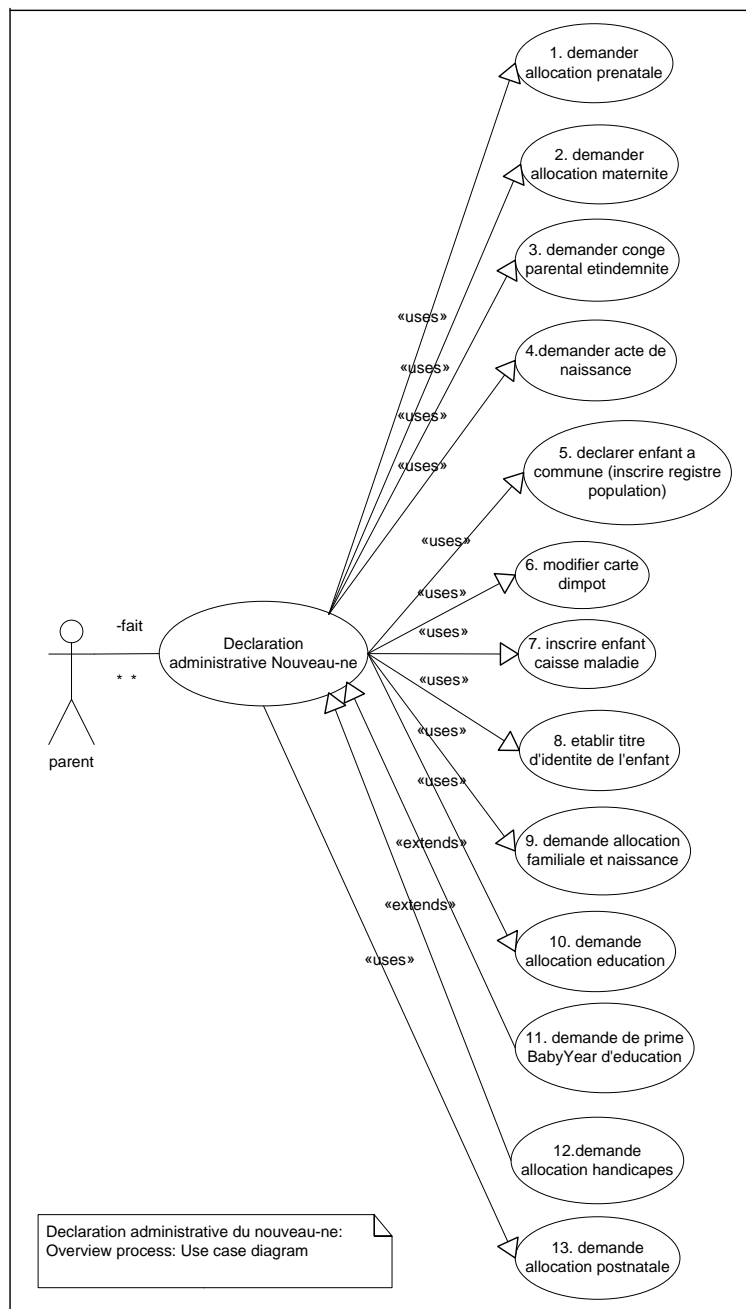 1. demander
allocation prenatale
2. demander
allocation maternite
3. demander conge
parental etindemnite
«uses»
4.demander acte de
naissance
«uses»
«uses»
«uses»
5. declarer enfant a
commune (inscrire registre
population)
«uses»
6. modifier carte
dimpot
«uses»
-fait
«uses»
Declaration
administrative Nouveau-ne
7. inscrire enfant
caisse maladie
* *
«uses»
8. etablir titre
d'identite de l'enfant
parent
«uses»
«uses»
9. demande allocation
familiale et naissance
«extends»
«extends»
10. demande
allocation education
«uses»
11. demande de prime
BabyYear d'education
12.demande
allocation handicapes
Declaration administrative du nouveau-ne:
Overview process: Use case diagram
13. demande
allocation postnatale